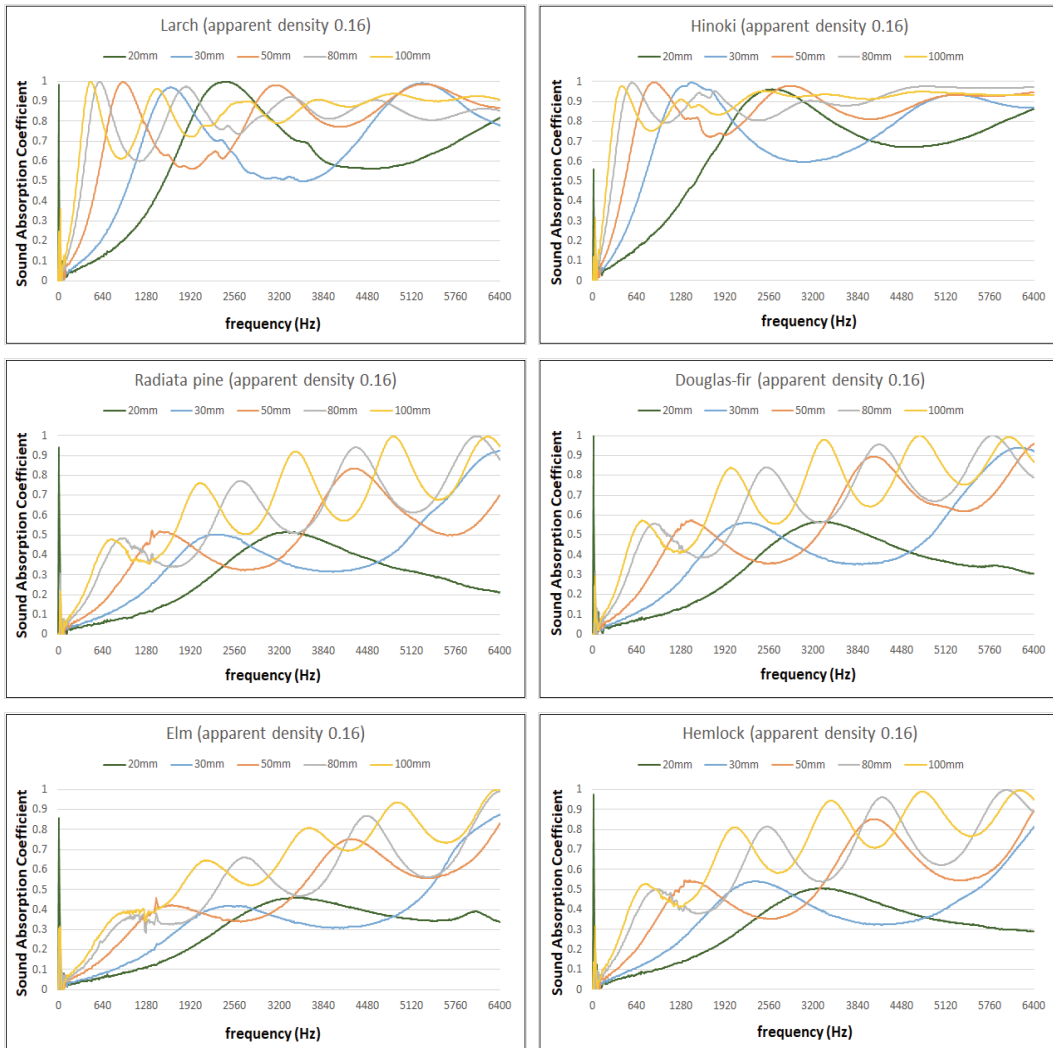 Larch (apparent density 0.16)
20mm 30mm 50mm 80mm 100mm
Sound Absorption Coefficient
1
0.9
0.8
0.7
0.6
0.5
0.4
0.3
0.2
0.1
0
0 640 1280 1920 2560 3200 3840 4480 5120 5760 6400
frequency (Hz)
Hinoki (apparent density 0.16)
20mm 30mm 50mm 80mm 100mm
Sound Absorption Coefficient
1
0.9
0.8
0.7
0.6
0.5
0.4
0.3
0.2
0.1
0
0 640 1280 1920 2560 3200 3840 4480 5120 5760 6400
frequency (Hz)
Radiata pine (apparent density 0.16)
20mm 30mm 50mm 80mm 100mm
Sound Absorption Coefficient
1
0.9
0.8
0.7
0.6
0.5
0.4
0.3
0.2
0.1
0
0 640 1280 1920 2560 3200 3840 4480 5120 5760 6400
frequency (Hz)
Douglas-fir (apparent density 0.16)
20mm 30mm 50mm 80mm 100mm
Sound Absorption Coefficient
1
0.9
0.8
0.7
0.6
0.5
0.4
0.3
0.2
0.1
0
0 640 1280 1920 2560 3200 3840 4480 5120 5760 6400
frequency (Hz)
Elm (apparent density 0.16)
20mm 30mm 50mm 80mm 100mm
Sound Absorption Coefficient
1
0.9
0.8
0.7
0.6
0.5
0.4
0.3
0.2
0.1
0
0 640 1280 1920 2560 3200 3840 4480 5120 5760 6400
frequency (Hz)
Hemlock (apparent density 0.16)
20mm 30mm 50mm 80mm 100mm
Sound Absorption Coefficient
1
0.9
0.8
0.7
0.6
0.5
0.4
0.3
0.2
0.1
0
0 640 1280 1920 2560 3200 3840 4480 5120 5760 6400
frequency (Hz)